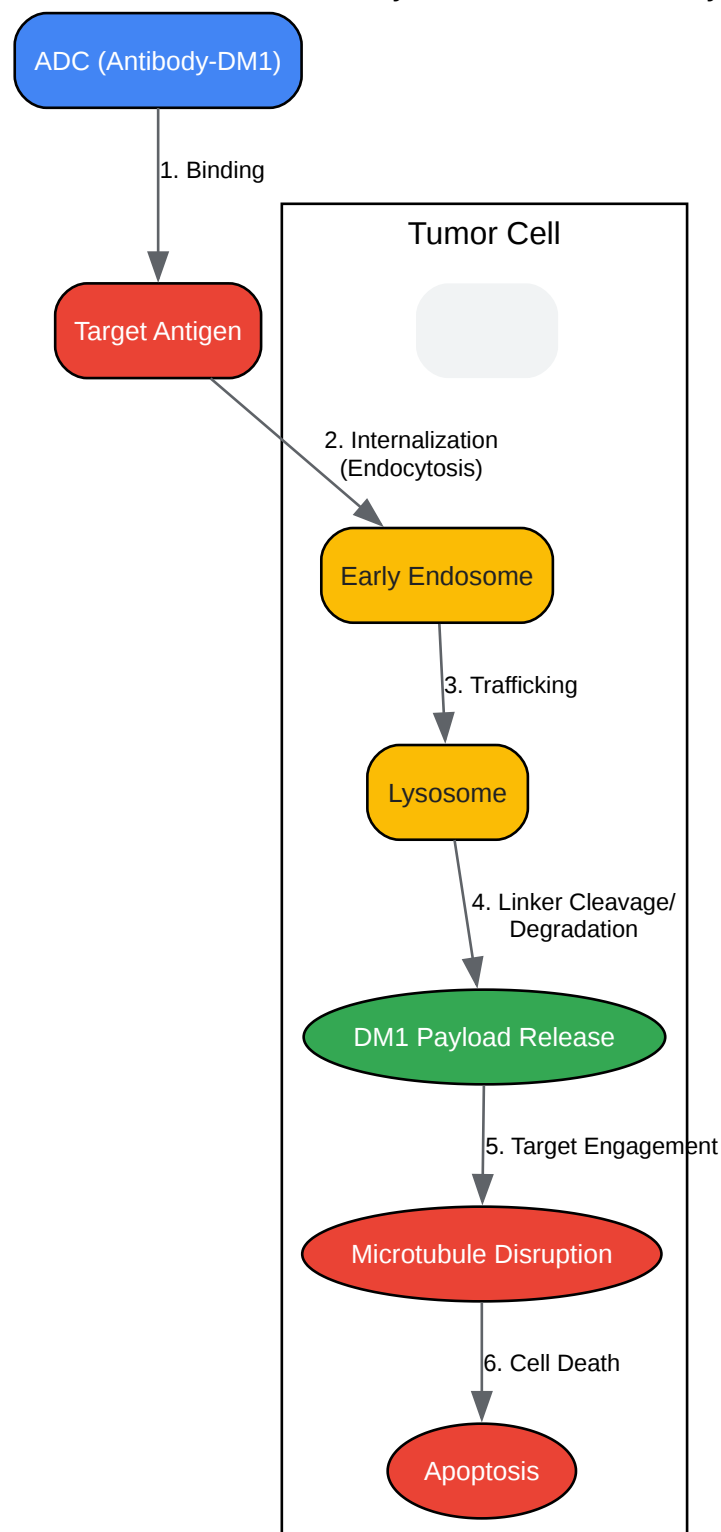 ADC (Antibody-DM1)
1. Binding
Tumor Cell
Target Antigen
2. Internalization
(Endocytosis)
Early Endosome
3. Trafficking
Lysosome
4. Linker Cleavage/
Degradation
DM1 Payload Release
5. Target Engagement
Microtubule Disruption
6. Cell Death
Apoptosis